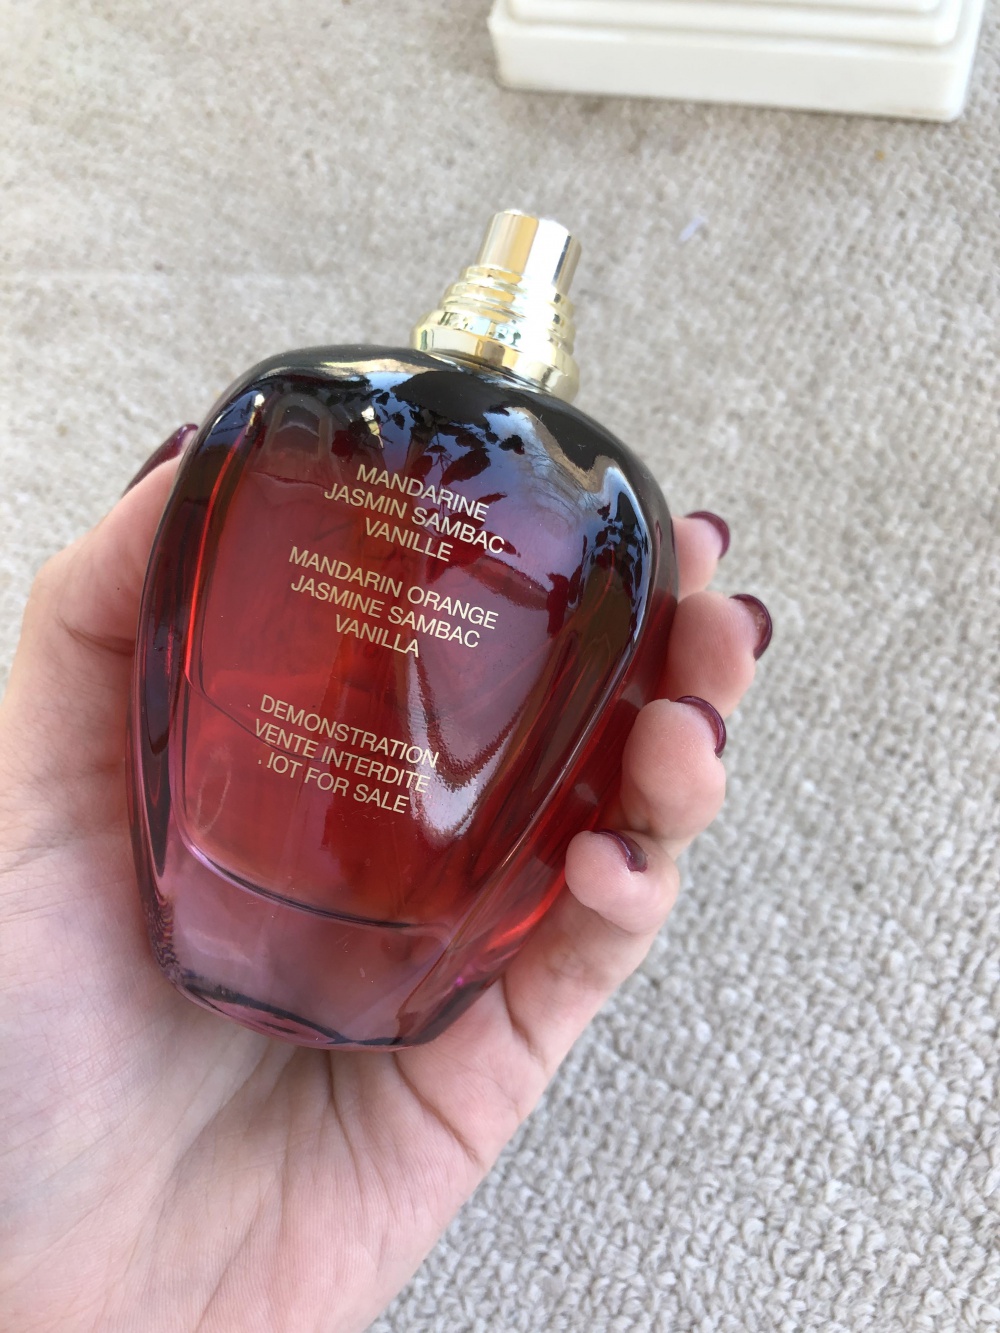 MANDARINE
JASMIN SAMBAC
VANILLE
MANDARIN ORANGE
JASMINE SAMBAC
VANILLA
DEMONSTRATION
VENTE INTERDITE
FOR SALE